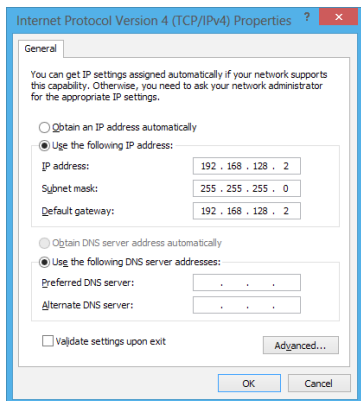 Internet Protocol Version 4 (TCP/IPv4) Properties ? ×
General
You can get IP settings assigned automatically if your network supports
this capability. Otherwise, you need to ask your network administrator
for the appropriate IP settings.
Obtain an IP address automatically
Use the following IP address:
IP address: 192 . 168 . 128 . 2
Subnet mask: 255 . 255 . 255 . 0
Default gateway: 192 . 168 . 128 . 2
Obtain DNS server address automatically
Use the following DNS server addresses:
Preferred DNS server: . . .
Alternate DNS server: . . .
Validate settings upon exit
Advanced...
OK Cancel